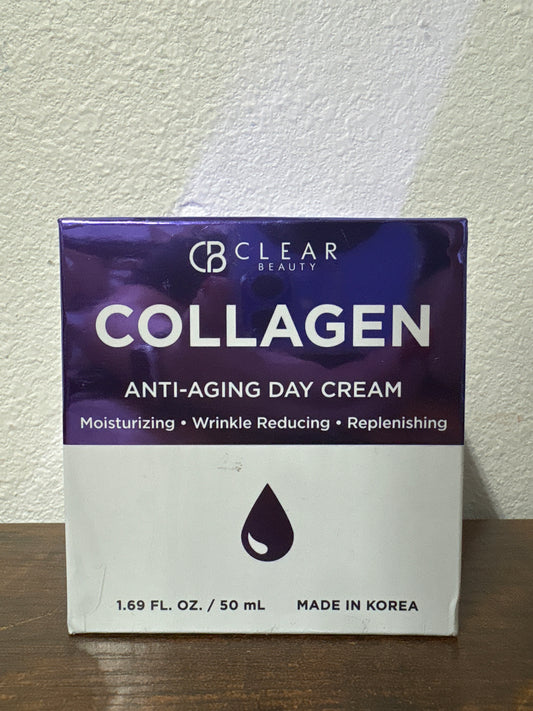 CB CLEAR
BEAUTY
COLLAGEN
ANTI-AGING DAY CREAM
Moisturizing • Wrinkle Reducing • Replenishing
1.69 FL. OZ. / 50 mL MADE IN KOREA